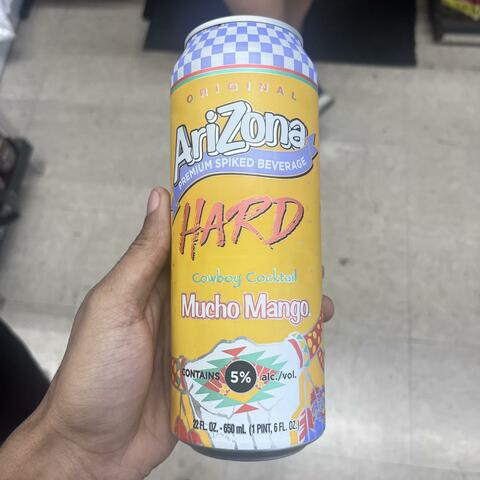 ORIGINAL
AriZona
PREMIUM SPIKED BEVERAGE
HARD
Cowboy Cocktail
Mucho Mango
CONTAINS 5% alc./vol.
22 FL. OZ. - 650 mL (1 PINT, 6 FL. OZ.)